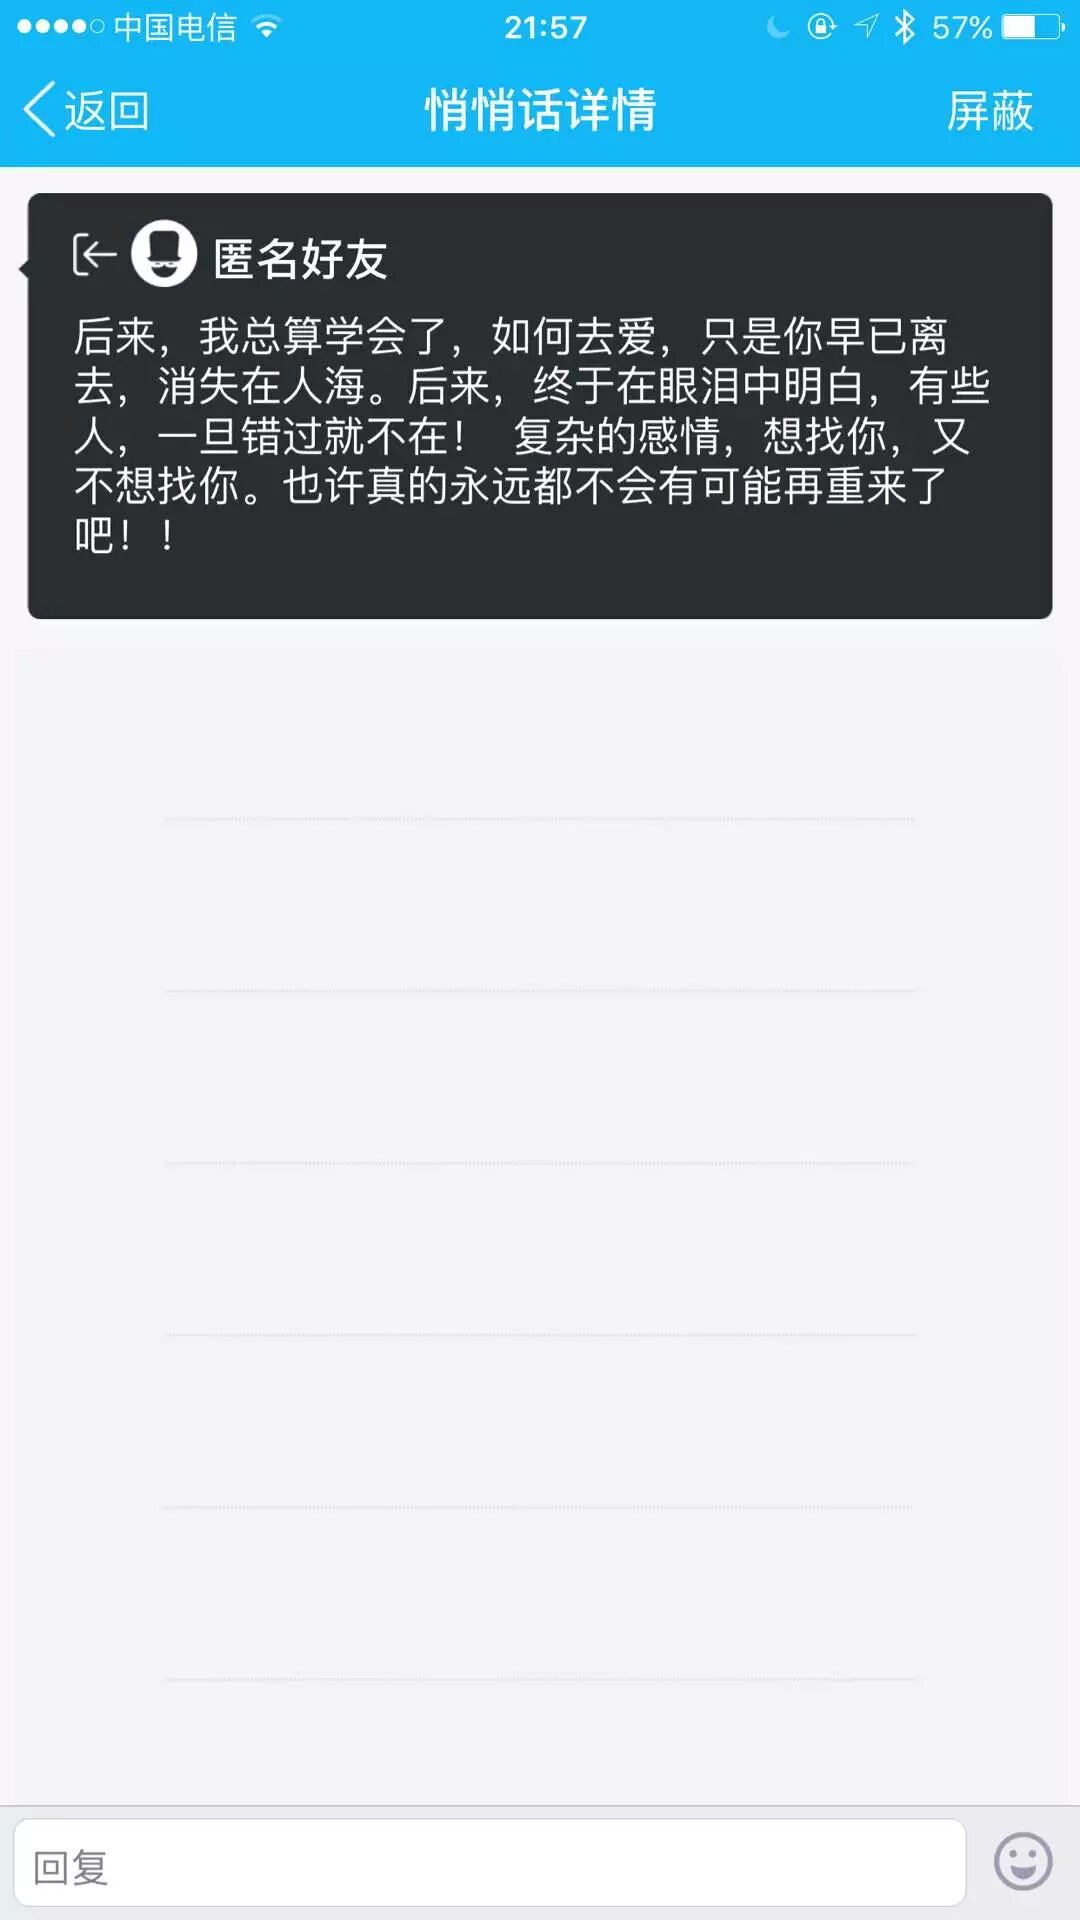 中国电信
21:57
57%
返回
悄悄话详情
屏蔽
匿名好友
后来，我总算学会了，如何去爱，只是你早已离
去，消失在人海。后来，终于在眼泪中明白，有些
人，一旦错过就不在！ 复杂的感情，想找你，又
不想找你。也许真的永远都不会有可能再重来了
吧！！
回复